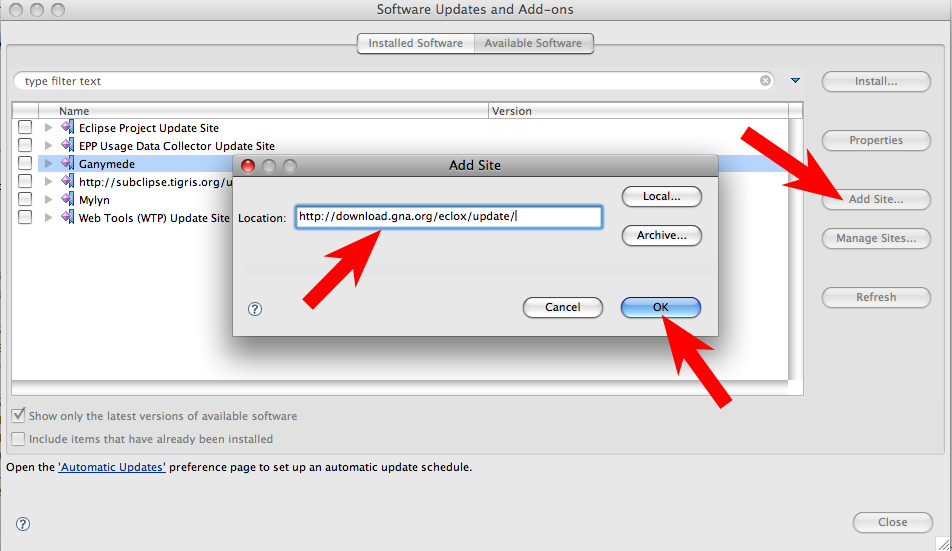 Software Updates and Add-ons
Installed Software
Available Software
type filter text
Install...
Name
Version
Eclipse Project Update Site
EPP Usage Data Collector Update Site
Properties
Ganymede
Add Site
http://subclipse.tigris.org/u
Local...
Mylyn
Add Site...
Web Tools (WTP) Update Site
Location:
http://download.gna.org/eclox/update/
Archive...
Manage Sites...
Refresh
?
Cancel
OK
Show only the latest versions of available software
Include items that have already been installed
Open the 'Automatic Updates' preference page to set up an automatic update schedule.
?
Close